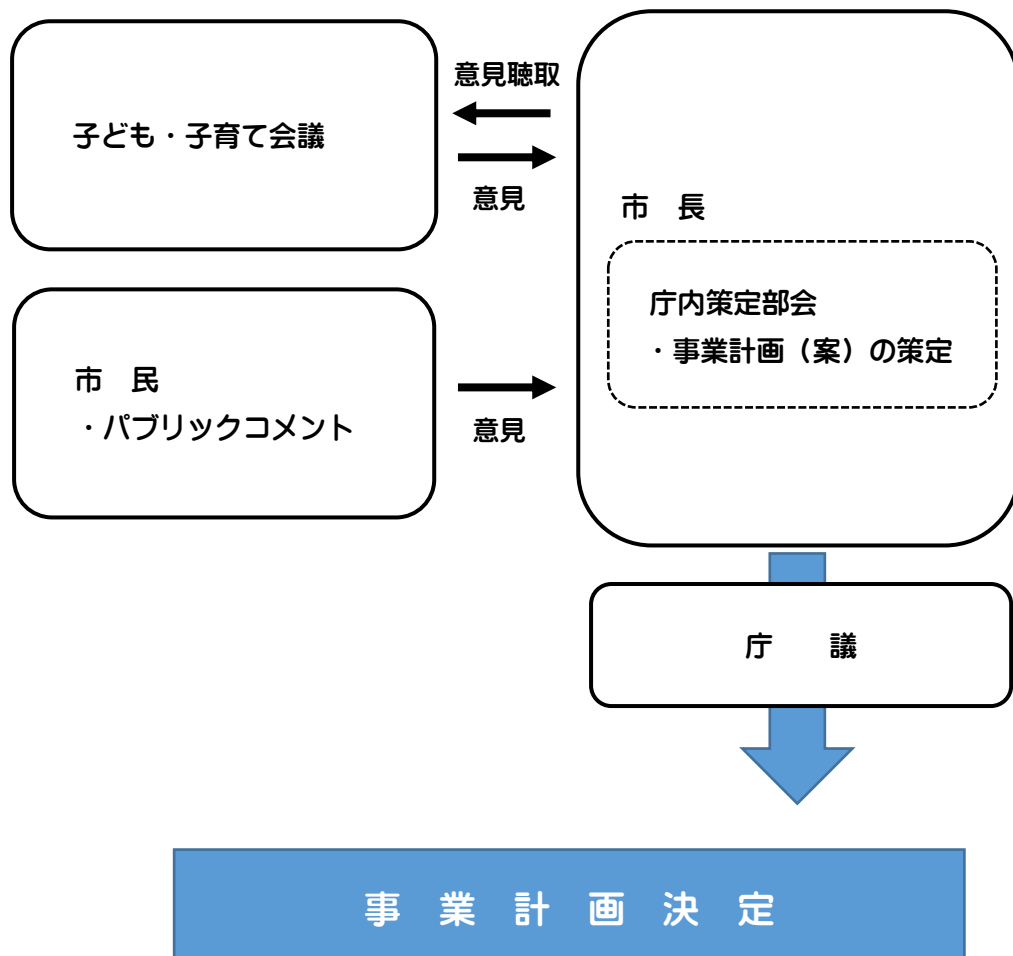 子ども・子育て会議
意見聴取
意見
市　民
・パブリックコメント
意見
市　長
庁内策定部会
・事業計画（案）の策定
庁　　議
事　業　計　画　決　定